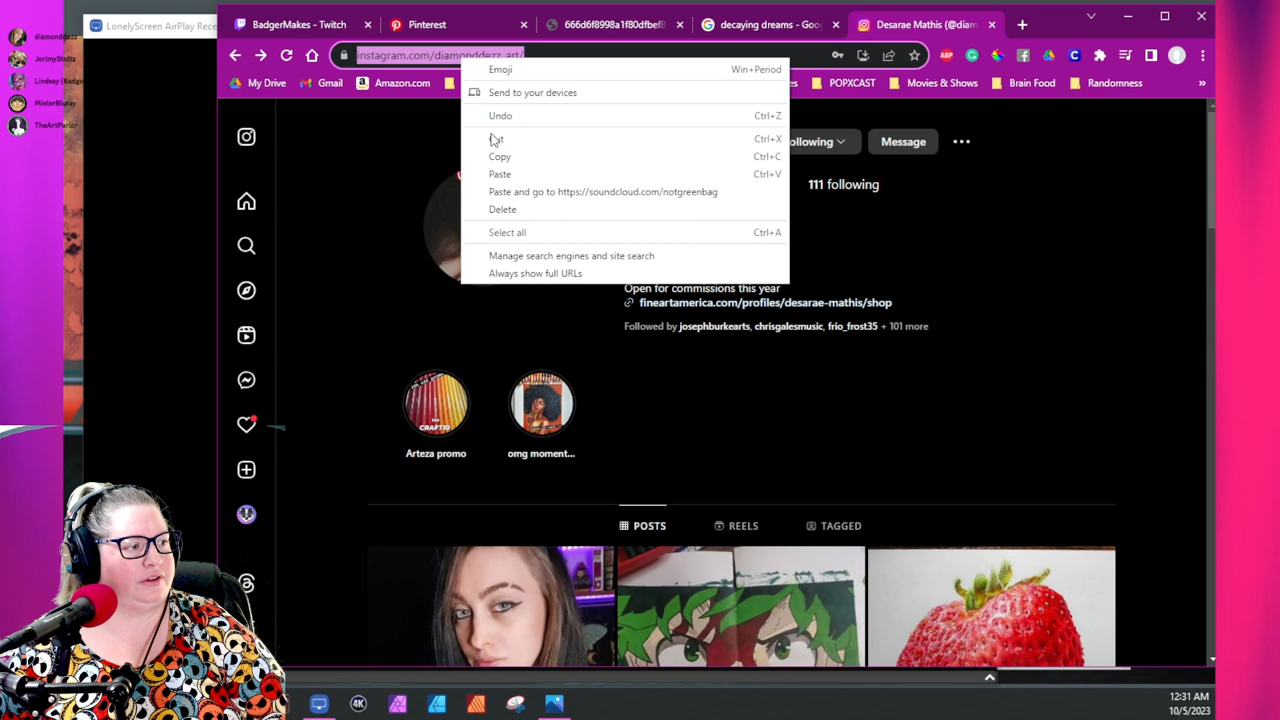 LonelyScreen AirPlay Rece
BadgerMakes - Twitch
Pinterest
decaying dreams - Goo
Desarae Mathis (@diam
diamonddezz
JerimyStoltz
Lindsey (Badge
MisterBluray
TheArtParlor
instagram.com/diamonddezz_art/
My Drive
Gmail
Amazon.com
POPXCAST
Movies & Shows
Brain Food
Randomness
»
Emoji
Win+Period
Send to your devices
Undo
Ctrl+Z
Ctrl+X
Copy
Ctrl+C
Paste
Ctrl+V
Paste and go to https://soundcloud.com/notgreenbag
Delete
Select all
Ctrl+A
Manage search engines and site search
Always show full URLs
ollowing
Message
111 following
Open for commissions this year
fineartamerica.com/profiles/desarae-mathis/shop
Followed by josephburkearts, chrisgalesmusic, frio_frost35 + 101 more
CRAFT10
Arteza promo
omg moment...
POSTS
REELS
TAGGED
4K
12:31 AM
10/5/2023